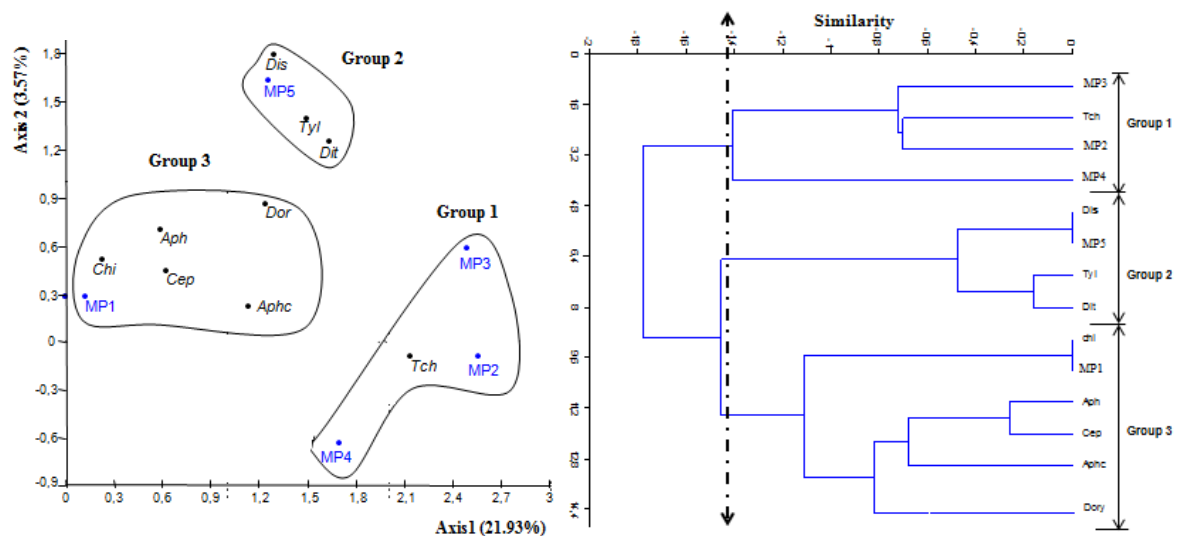 Axis 2 (3.57%)
1,8
1,5
1,2
0,9
0,6
0,3
0
-0,3
-0,6
-0,9
0
0,3
0,6
0,9
1,2
1,5
1,8
2,1
2,4
2,7
3
Axis1 (21.93%)
Group 2
Dis
MP5
Tyl
Dit
Group 3
Dor
Aph
Chi
Cep
MP1
Aphc
Group 1
MP3
Tch
MP2
MP4
Similarity
MP3
Tch
MP2
MP4
Group 1
Dis
MP5
Tyl
Dit
Group 2
chi
MP1
Aph
Cep
Aphc
Dory
Group 3